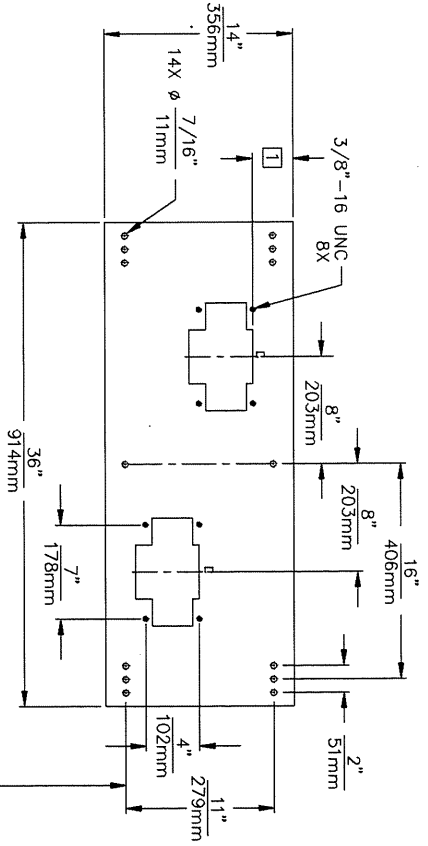 14"
356mm
14X ø 7/16"
11mm
3/8"-16 UNC
8X
1
8"
203mm
8"
203mm
16"
406mm
2"
51mm
36"
914mm
7"
178mm
4"
102mm
11"
279mm